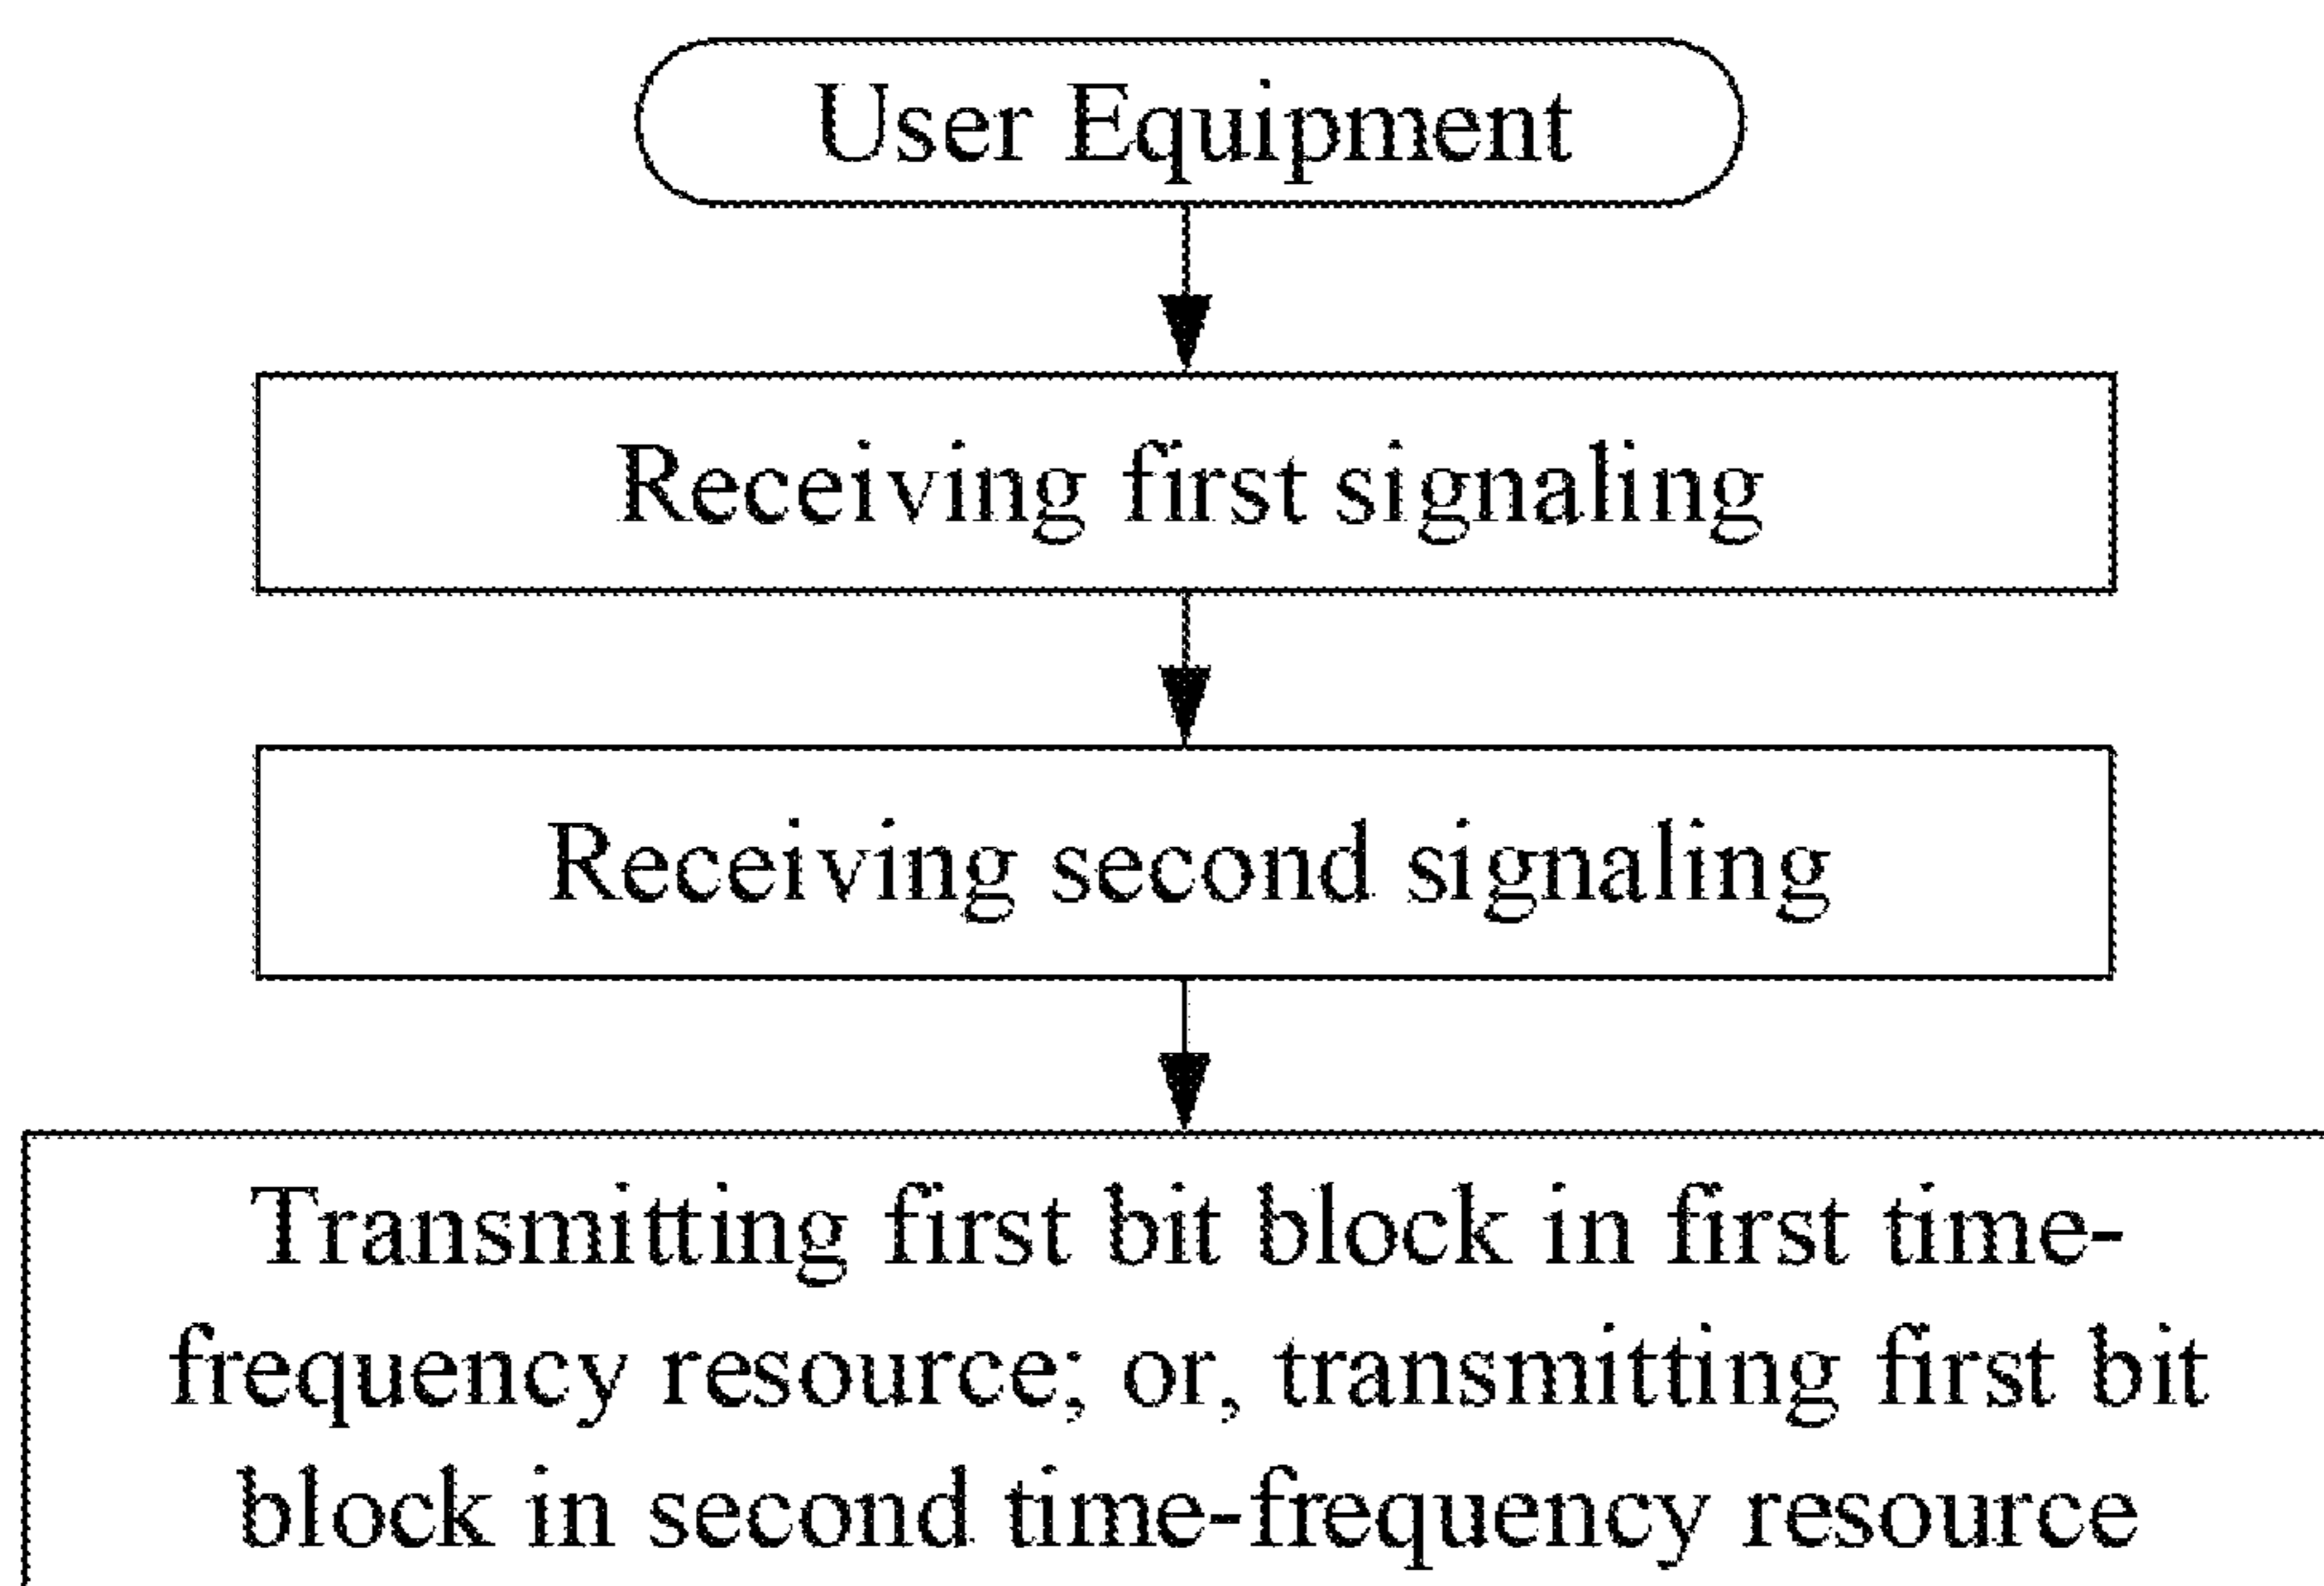 User Equipment
Receiving first signaling
Receiving second signaling
Transmitting first bit block in first time-
frequency resource; or, transmitting first bit
block in second time-frequency resource